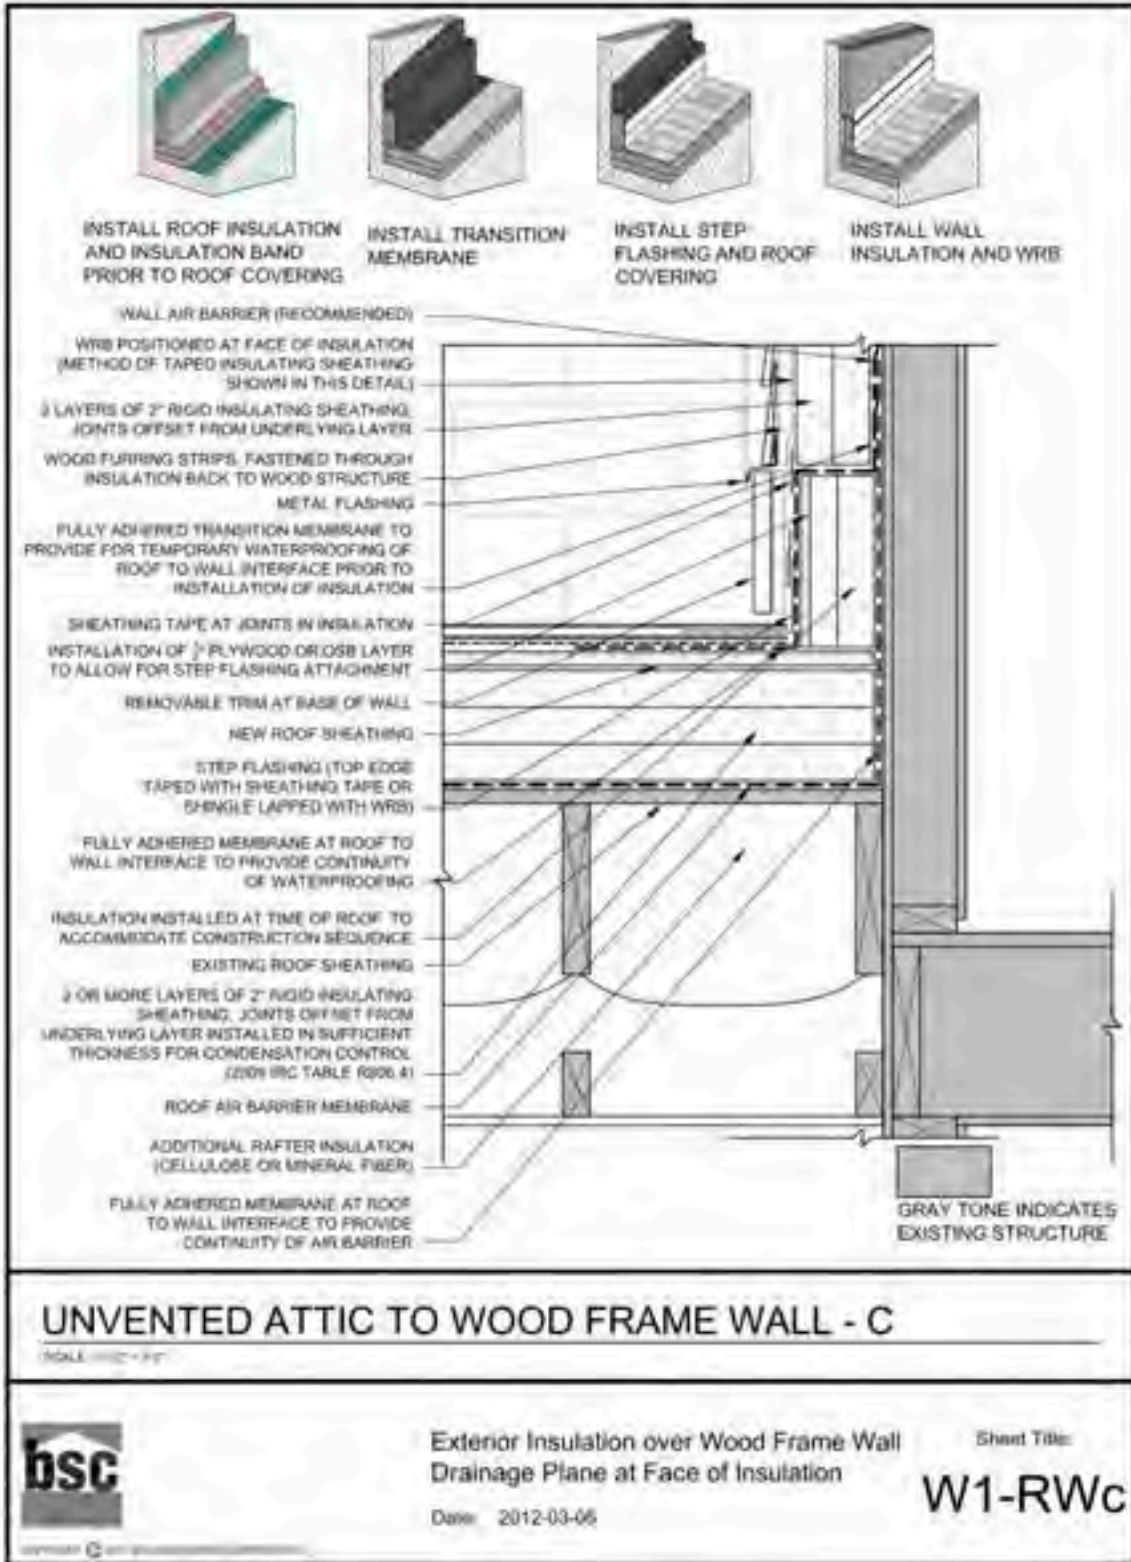 INSTALL ROOF INSULATION
AND INSULATION BAND
PRIOR TO ROOF COVERING
INSTALL TRANSITION
MEMBRANE
INSTALL STEP
FLASHING AND ROOF
COVERING
INSTALL WALL
INSULATION AND WRB
WALL AIR BARRIER (RECOMMENDED)
WRB POSITIONED AT FACE OF INSULATION
(METHOD OF TAPED INSULATING SHEATHING
SHOWN IN THIS DETAIL)
2 LAYERS OF 2" RIGID INSULATING SHEATHING,
JOINTS OFFSET FROM UNDERLYING LAYER
WOOD FURRING STRIPS, FASTENED THROUGH
INSULATION BACK TO WOOD STRUCTURE
METAL FLASHING
FULLY ADHERED TRANSITION MEMBRANE TO
PROVIDE FOR TEMPORARY WATERPROOFING OF
ROOF TO WALL INTERFACE PRIOR TO
INSTALLATION OF INSULATION
SHEATHING TAPE AT JOINTS IN INSULATION
INSTALLATION OF PLYWOOD OR OSB LAYER
TO ALLOW FOR STEP FLASHING ATTACHMENT
REMOVABLE TRIM AT BASE OF WALL
NEW ROOF SHEATHING
STEP FLASHING (TOP EDGE
TAPED WITH SHEATHING TAPE OR
SHINGLE LAPPED WITH WRB)
FULLY ADHERED MEMBRANE AT ROOF TO
WALL INTERFACE TO PROVIDE CONTINUITY
OF WATERPROOFING
INSULATION INSTALLED AT TIME OF ROOF TO
ACCOMMODATE CONSTRUCTION SEQUENCE
EXISTING ROOF SHEATHING
2 OR MORE LAYERS OF 2" RIGID INSULATING
SHEATHING, JOINTS OFFSET FROM
UNDERLYING LAYER INSTALLED IN SUFFICIENT
THICKNESS FOR CONDENSATION CONTROL
(2009 IRC TABLE R806.4)
ROOF AIR BARRIER MEMBRANE
ADDITIONAL RAFTER INSULATION
(CELLULOSE OR MINERAL FIBER)
FULLY ADHERED MEMBRANE AT ROOF
TO WALL INTERFACE TO PROVIDE
CONTINUITY OF AIR BARRIER
GRAY TONE INDICATES
EXISTING STRUCTURE
UNVENTED ATTIC TO WOOD FRAME WALL - C
SCALE
bsc
Exterior Insulation over Wood Frame Wall
Drainage Plane at Face of Insulation
Date: 2012-03-06
Sheet Title:
W1-RWc